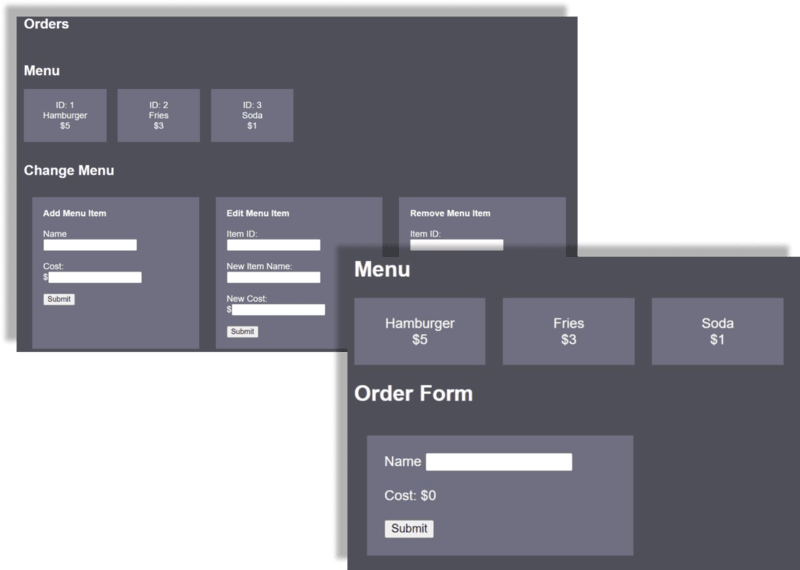 Orders
Menu
ID: 1
Hamburger
$5
ID: 2
Fries
$3
ID: 3
Soda
$1
Change Menu
Add Menu Item
Name
Cost:
$
Submit
Edit Menu Item
Item ID:
New Item Name:
New Cost:
$
Submit
Remove Menu Item
Item ID:
Menu
Hamburger
$5
Fries
$3
Soda
$1
Order Form
Name
Cost: $0
Submit